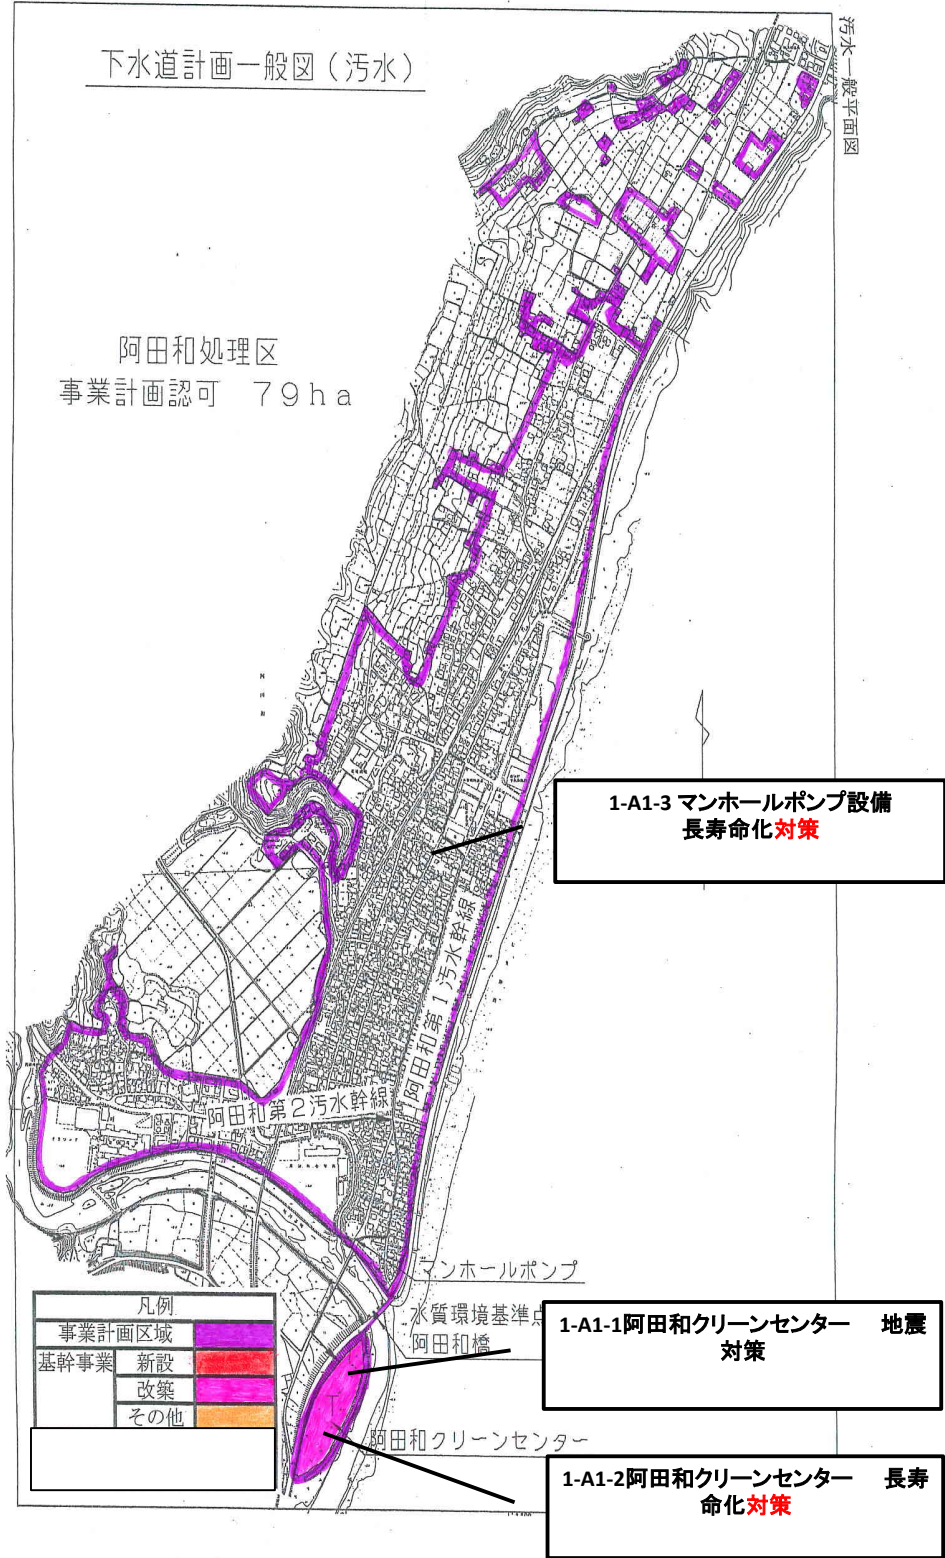 下水道計画一般図(汚水)
汚水一般平面図
阿田和処理区
事業計画認可 79ha
1-A1-3 マンホールポンプ設備
長寿命化対策
阿田和第1汚水幹線
阿田和第2汚水幹線
マンホールポンプ
水質環境基準点
阿田和橋
1-A1-1阿田和クリーンセンター 地震
対策
阿田和クリーンセンター
1-A1-2阿田和クリーンセンター 長寿
命化対策
凡例
事業計画区域
基幹事業 新設
改築
その他